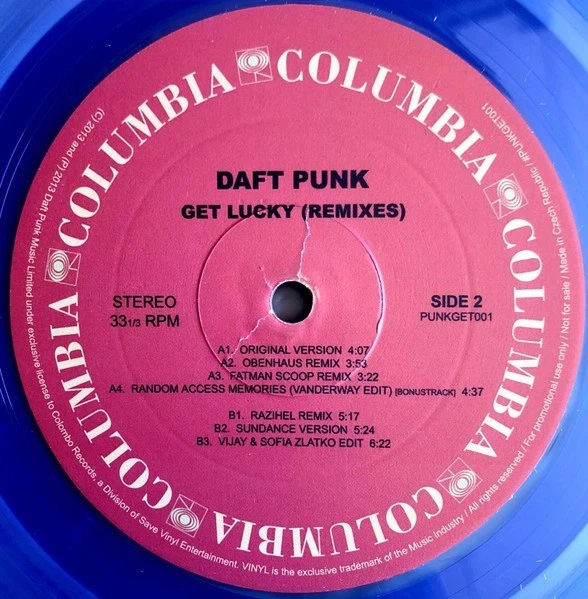 COLUMBIA COLUMBIA COLUMBIA COLUMBIA COLUMBIA COLUMBIA
DAFT PUNK
GET LUCKY (REMIXES)
STEREO
33 1/3 RPM
SIDE 2
PUNKGET001
A1. ORIGINAL VERSION 4:07
A2. OBENHAUS REMIX 3:53
A3. FATMAN SCOOP REMIX 3:22
A4. RANDOM ACCESS MEMORIES (VANDERWAY EDIT) [BONUSTRACK] 4:37
B1. RAZIHEL REMIX 5:17
B2. SUNDANCE VERSION 5:24
B3. VIJAY & SOFIA ZLATKO EDIT 6:22
(C) 2013 and (P) 2013 Daft Punk Music Limited under exclusive license to Colombo Records, a Division of Save Vinyl Entertainment. VINYL is the exclusive trademark of the Music Industry / All rights reserved / For promotional use only / Not for sale / Made in Czech Republic / #PUNKGET001